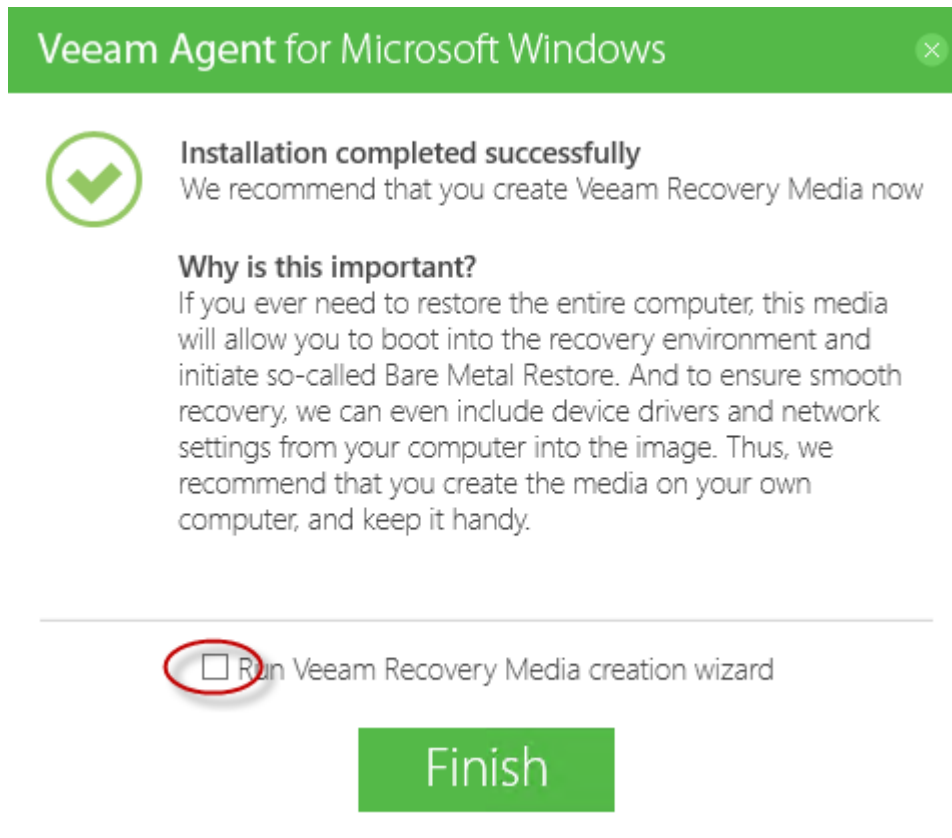 Veeam Agent for Microsoft Windows
Installation completed successfully
We recommend that you create Veeam Recovery Media now
Why is this important?
If you ever need to restore the entire computer, this media
will allow you to boot into the recovery environment and
initiate so-called Bare Metal Restore. And to ensure smooth
recovery, we can even include device drivers and network
settings from your computer into the image. Thus, we
recommend that you create the media on your own
computer, and keep it handy.
Run Veeam Recovery Media creation wizard
Finish